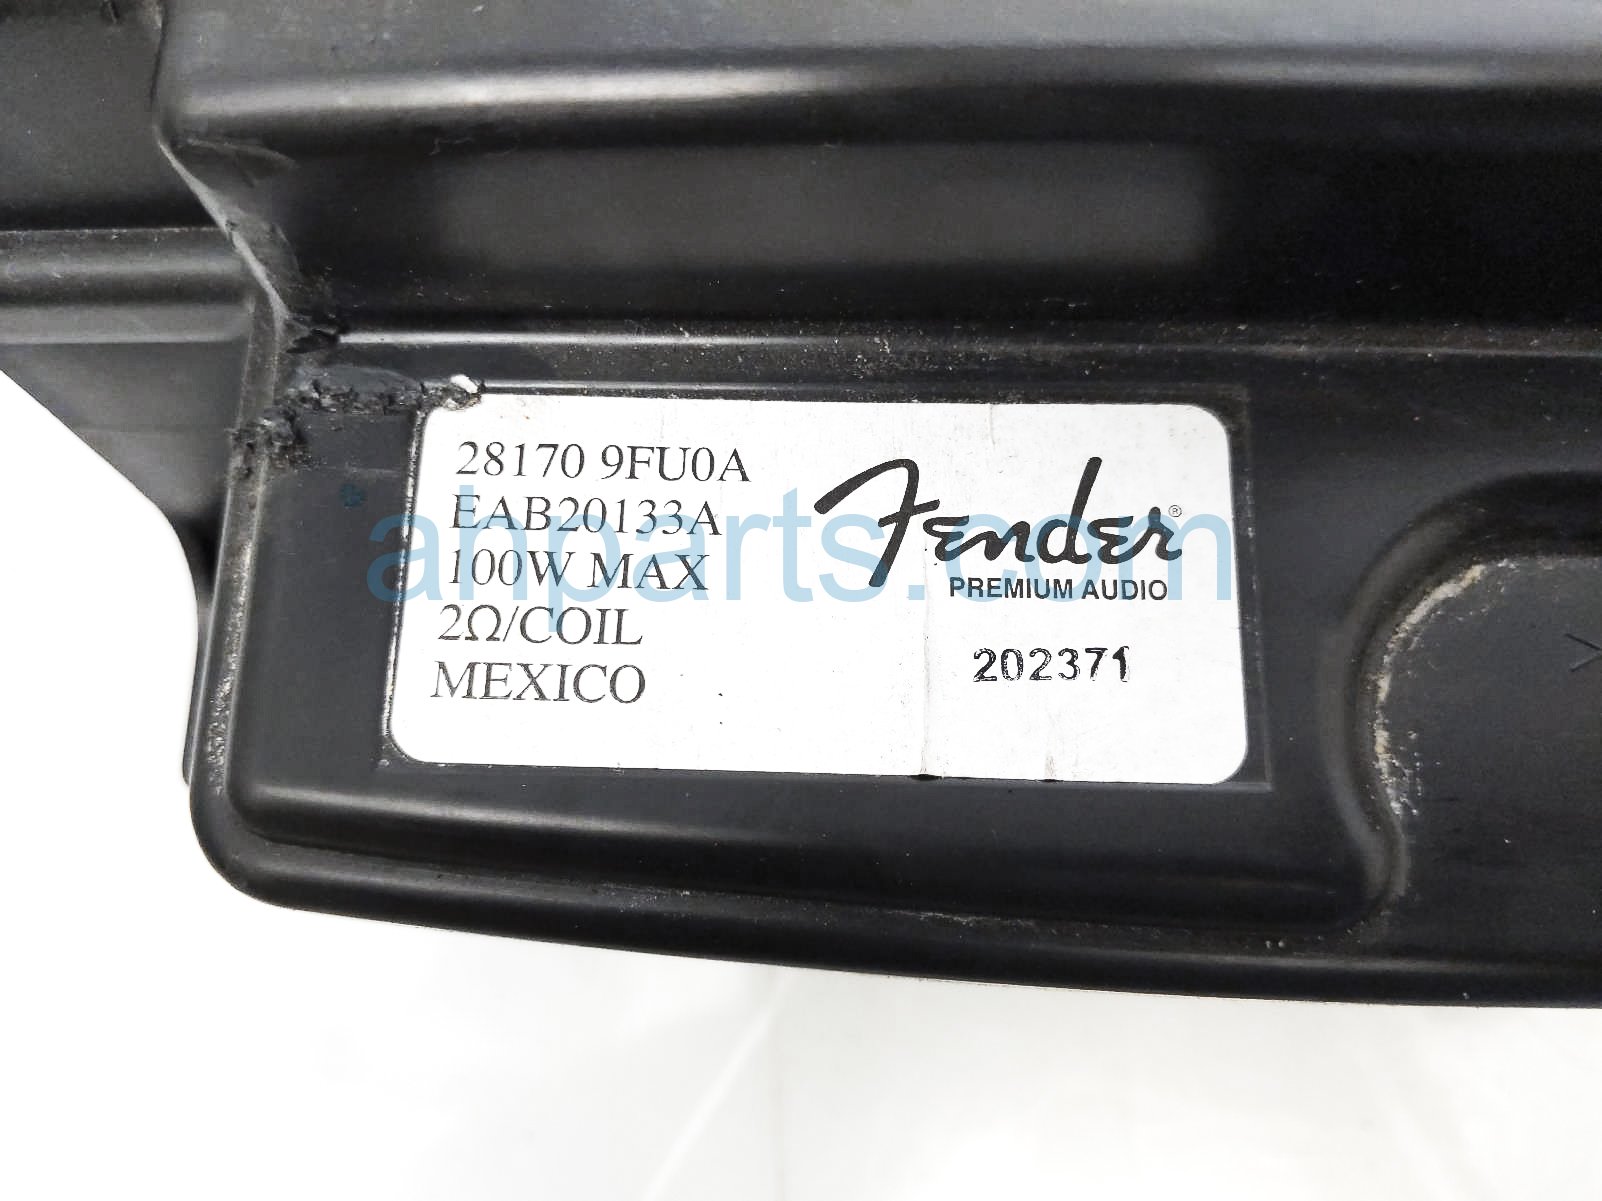 28170 9FU0A
EAB20133A
100W MAX
2Ω/COIL
MEXICO
Fender®
PREMIUM AUDIO
202371
ahparts.com